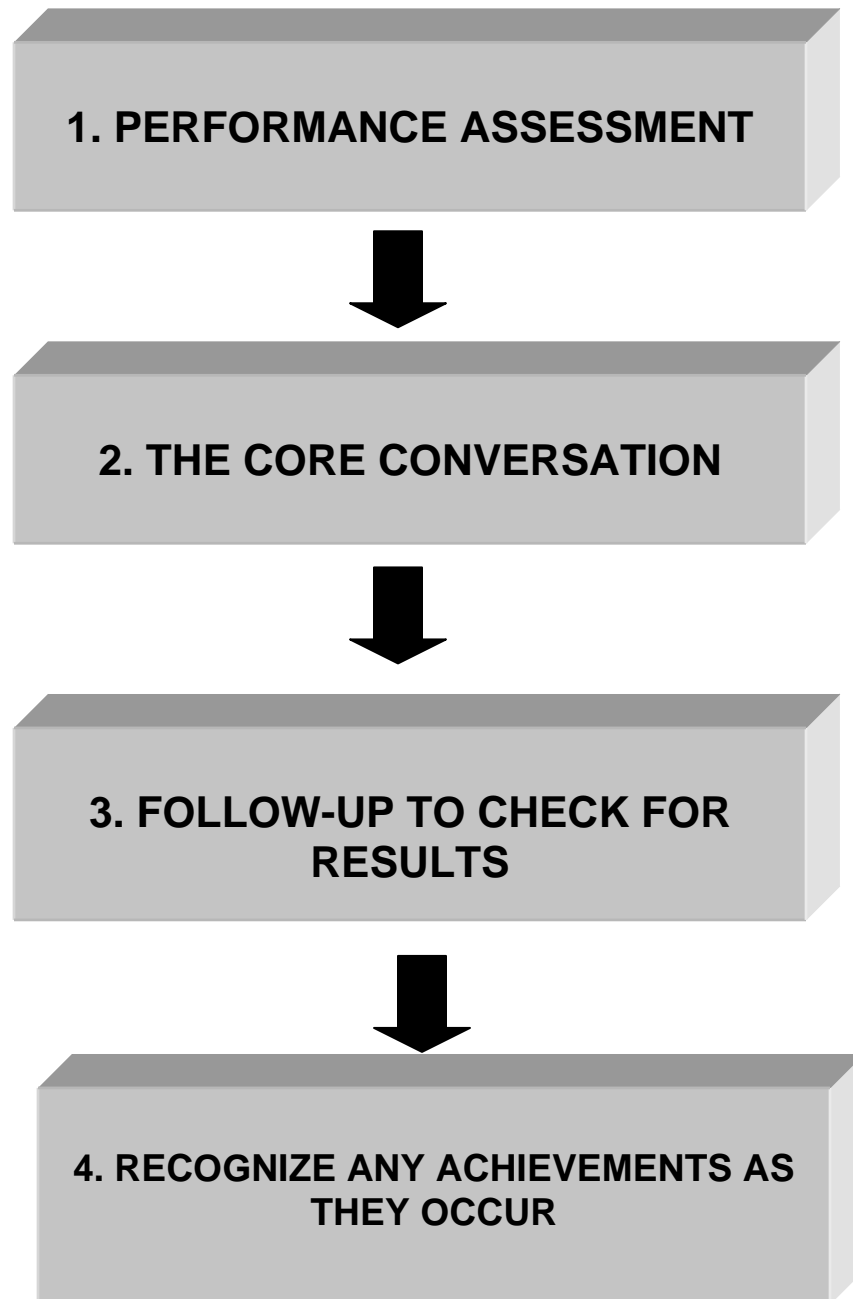 1. PERFORMANCE ASSESSMENT
2. THE CORE CONVERSATION
3. FOLLOW-UP TO CHECK FOR
RESULTS
4. RECOGNIZE ANY ACHIEVEMENTS AS
THEY OCCUR